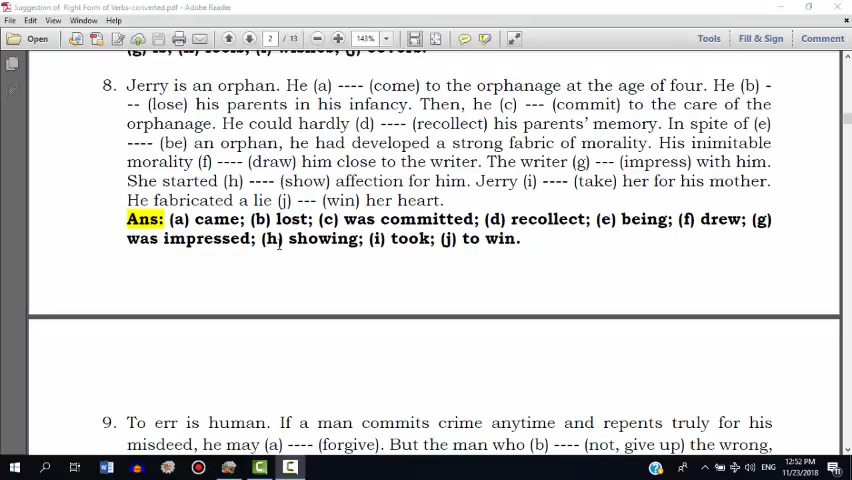 Suggestion of Right Form of Verbs-converted.pdf - Adobe Reader
File Edit View Window Help
Open 2 / 13 143% Tools Fill & Sign Comment
8. Jerry is an orphan. He (a) ---- (come) to the orphanage at the age of four. He (b) -
-- (lose) his parents in his infancy. Then, he (c) --- (commit) to the care of the
orphanage. He could hardly (d) ---- (recollect) his parents’ memory. In spite of (e)
---- (be) an orphan, he had developed a strong fabric of morality. His inimitable
morality (f) ---- (draw) him close to the writer. The writer (g) --- (impress) with him.
She started (h) ---- (show) affection for him. Jerry (i) ---- (take) her for his mother.
He fabricated a lie (j) --- (win) her heart.
Ans: (a) came; (b) lost; (c) was committed; (d) recollect; (e) being; (f) drew; (g)
was impressed; (h) showing; (i) took; (j) to win.
9. To err is human. If a man commits crime anytime and repents truly for his
misdeed, he may (a) ---- (forgive). But the man who (b) ---- (not, give up) the wrong,
ENG
12:52 PM
11/23/2018